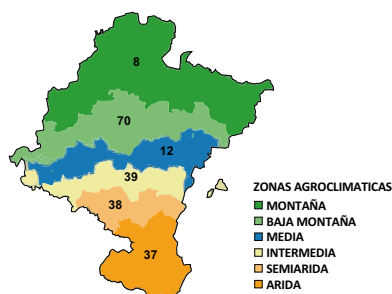 8
70
12
39
38
37
ZONAS AGROCLIMATICAS
MONTAÑA
BAJA MONTAÑA
MEDIA
INTERMEDIA
SEMIARIDA
ARIDA